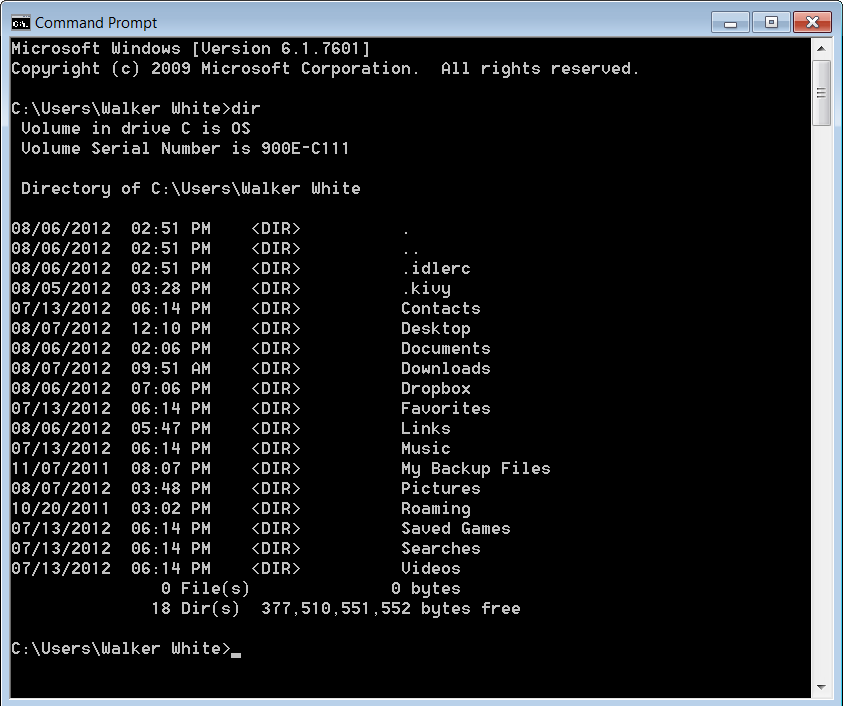 Command Prompt
Microsoft Windows [Version 6.1.7601]
Copyright (c) 2009 Microsoft Corporation.  All rights reserved.
C:\Users\Walker White>dir
 Volume in drive C is OS
 Volume Serial Number is 900E-C111
 Directory of C:\Users\Walker White
08/06/2012  02:51 PM    <DIR>          .
08/06/2012  02:51 PM    <DIR>          ..
08/06/2012  02:51 PM    <DIR>          .idlerc
08/05/2012  03:28 PM    <DIR>          .kivy
07/13/2012  06:14 PM    <DIR>          Contacts
08/07/2012  12:10 PM    <DIR>          Desktop
08/06/2012  02:06 PM    <DIR>          Documents
08/07/2012  09:51 AM    <DIR>          Downloads
08/06/2012  07:06 PM    <DIR>          Dropbox
07/13/2012  06:14 PM    <DIR>          Favorites
08/06/2012  05:47 PM    <DIR>          Links
07/13/2012  06:14 PM    <DIR>          Music
11/07/2011  08:07 PM    <DIR>          My Backup Files
08/07/2012  03:48 PM    <DIR>          Pictures
10/20/2011  03:02 PM    <DIR>          Roaming
07/13/2012  06:14 PM    <DIR>          Saved Games
07/13/2012  06:14 PM    <DIR>          Searches
07/13/2012  06:14 PM    <DIR>          Videos
               0 File(s)              0 bytes
              18 Dir(s)  377,510,551,552 bytes free
C:\Users\Walker White>_